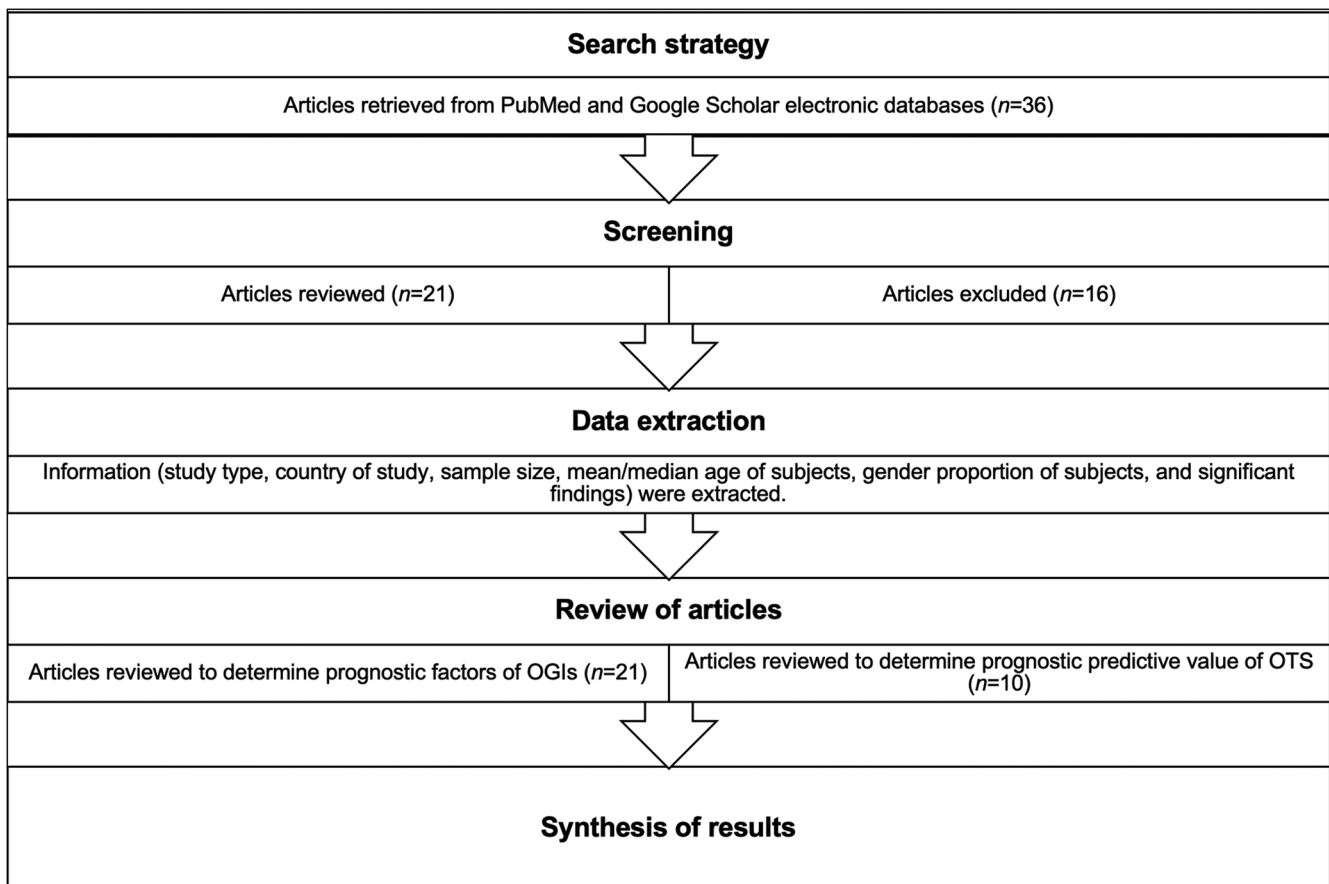 Search strategy
Articles retrieved from PubMed and Google Scholar electronic databases (n=36)
Screening
Articles reviewed (n=21)
Articles excluded (n=16)
Data extraction
Information (study type, country of study, sample size, mean/median age of subjects, gender proportion of subjects, and significant
findings) were extracted.
Review of articles
Articles reviewed to determine prognostic factors of OGIs (n=21)
Articles reviewed to determine prognostic predictive value of OTS
(n=10)
Synthesis of results